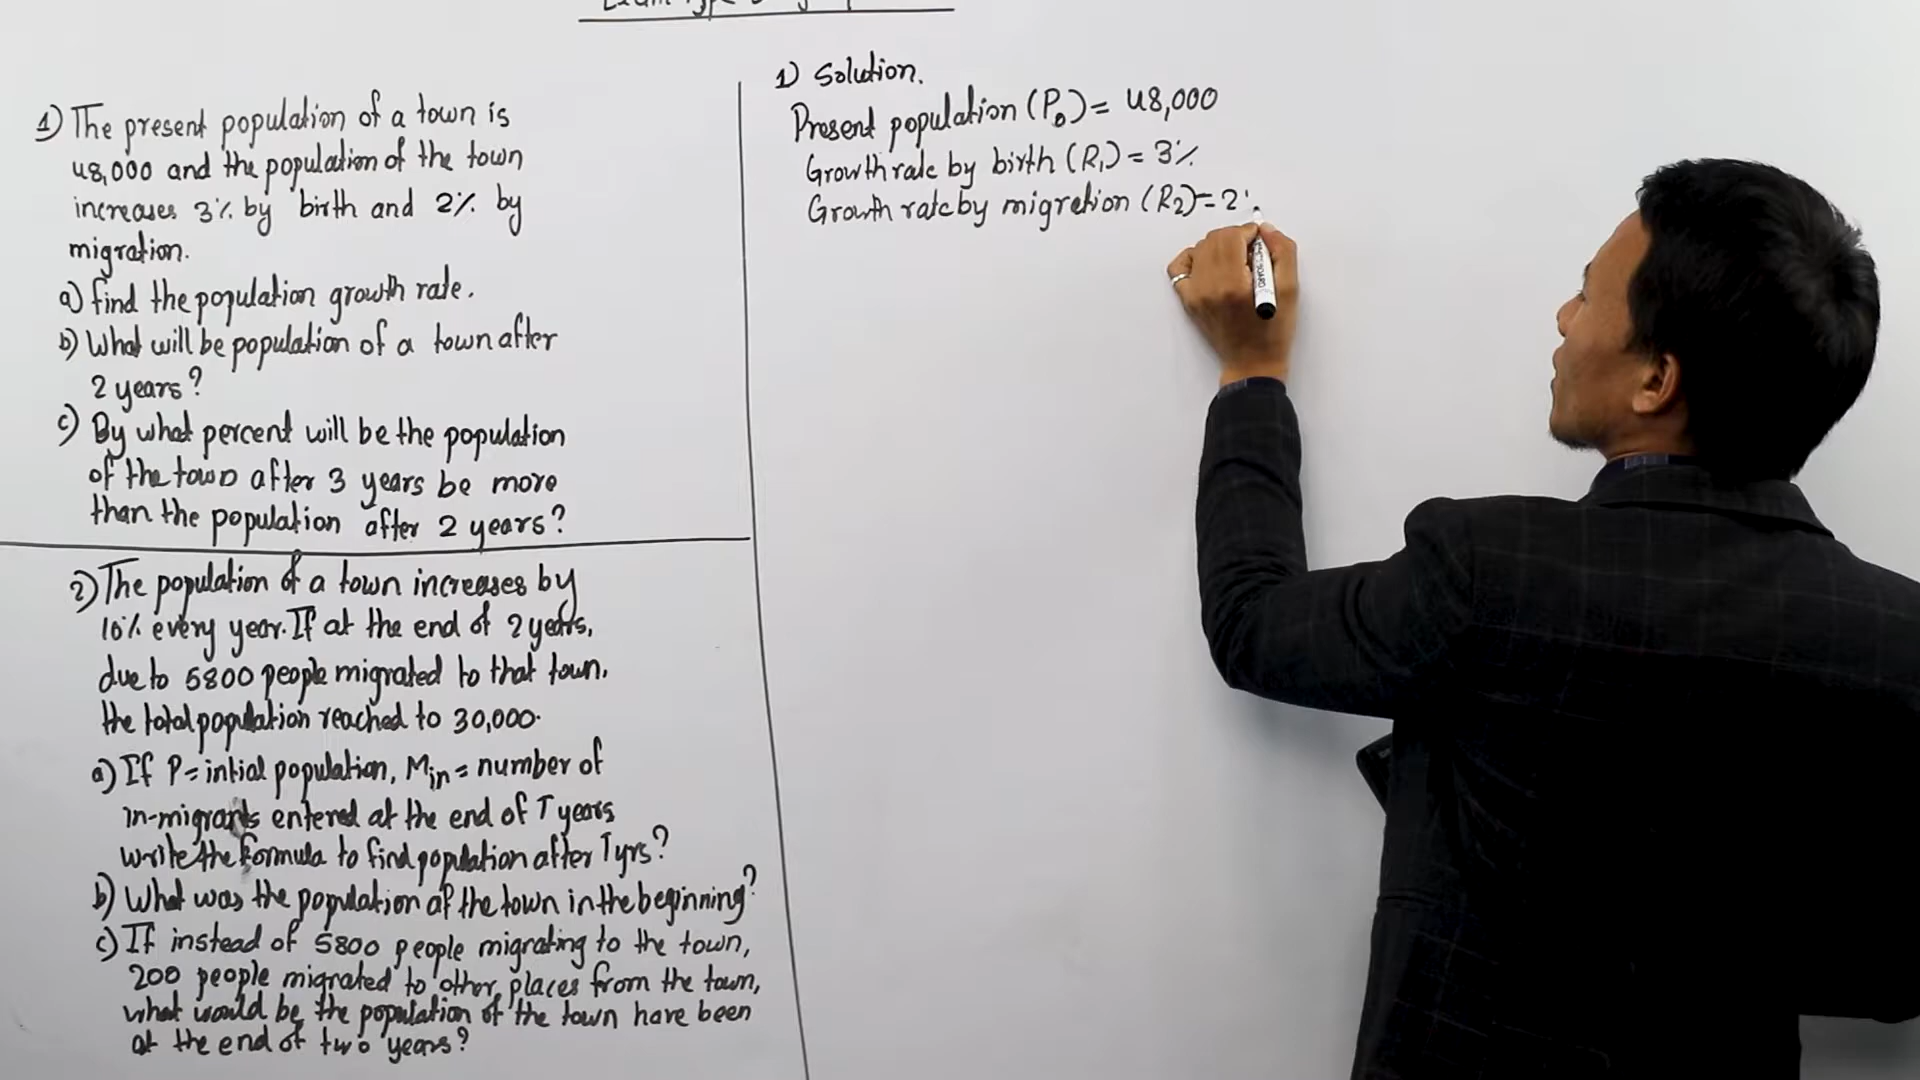 1) The present population of a town is
48,000 and the population of the town
increases 3% by birth and 2% by
migration.
a) find the population growth rate.
b) What will be population of a town after
2 years?
c) By what percent will be the population
of the town after 3 years be more
than the population after 2 years?
2) The population of a town increases by
10% every year. If at the end of 2 years,
due to 5800 people migrated to that town,
the total population reached to 30,000.
a) If P = intial population, Min = number of
in-migrants entered at the end of T years
write the formula to find population after T yrs?
b) What was the population of the town in the beginning?
c) If instead of 5800 people migrating to the town,
200 people migrated to other places from the town,
what would be the population of the town have been
at the end of two years?
1) Solution.
Present population (P0) = 48,000
Growth rate by birth (R1) = 3%
Growth rate by migration (R2) = 2